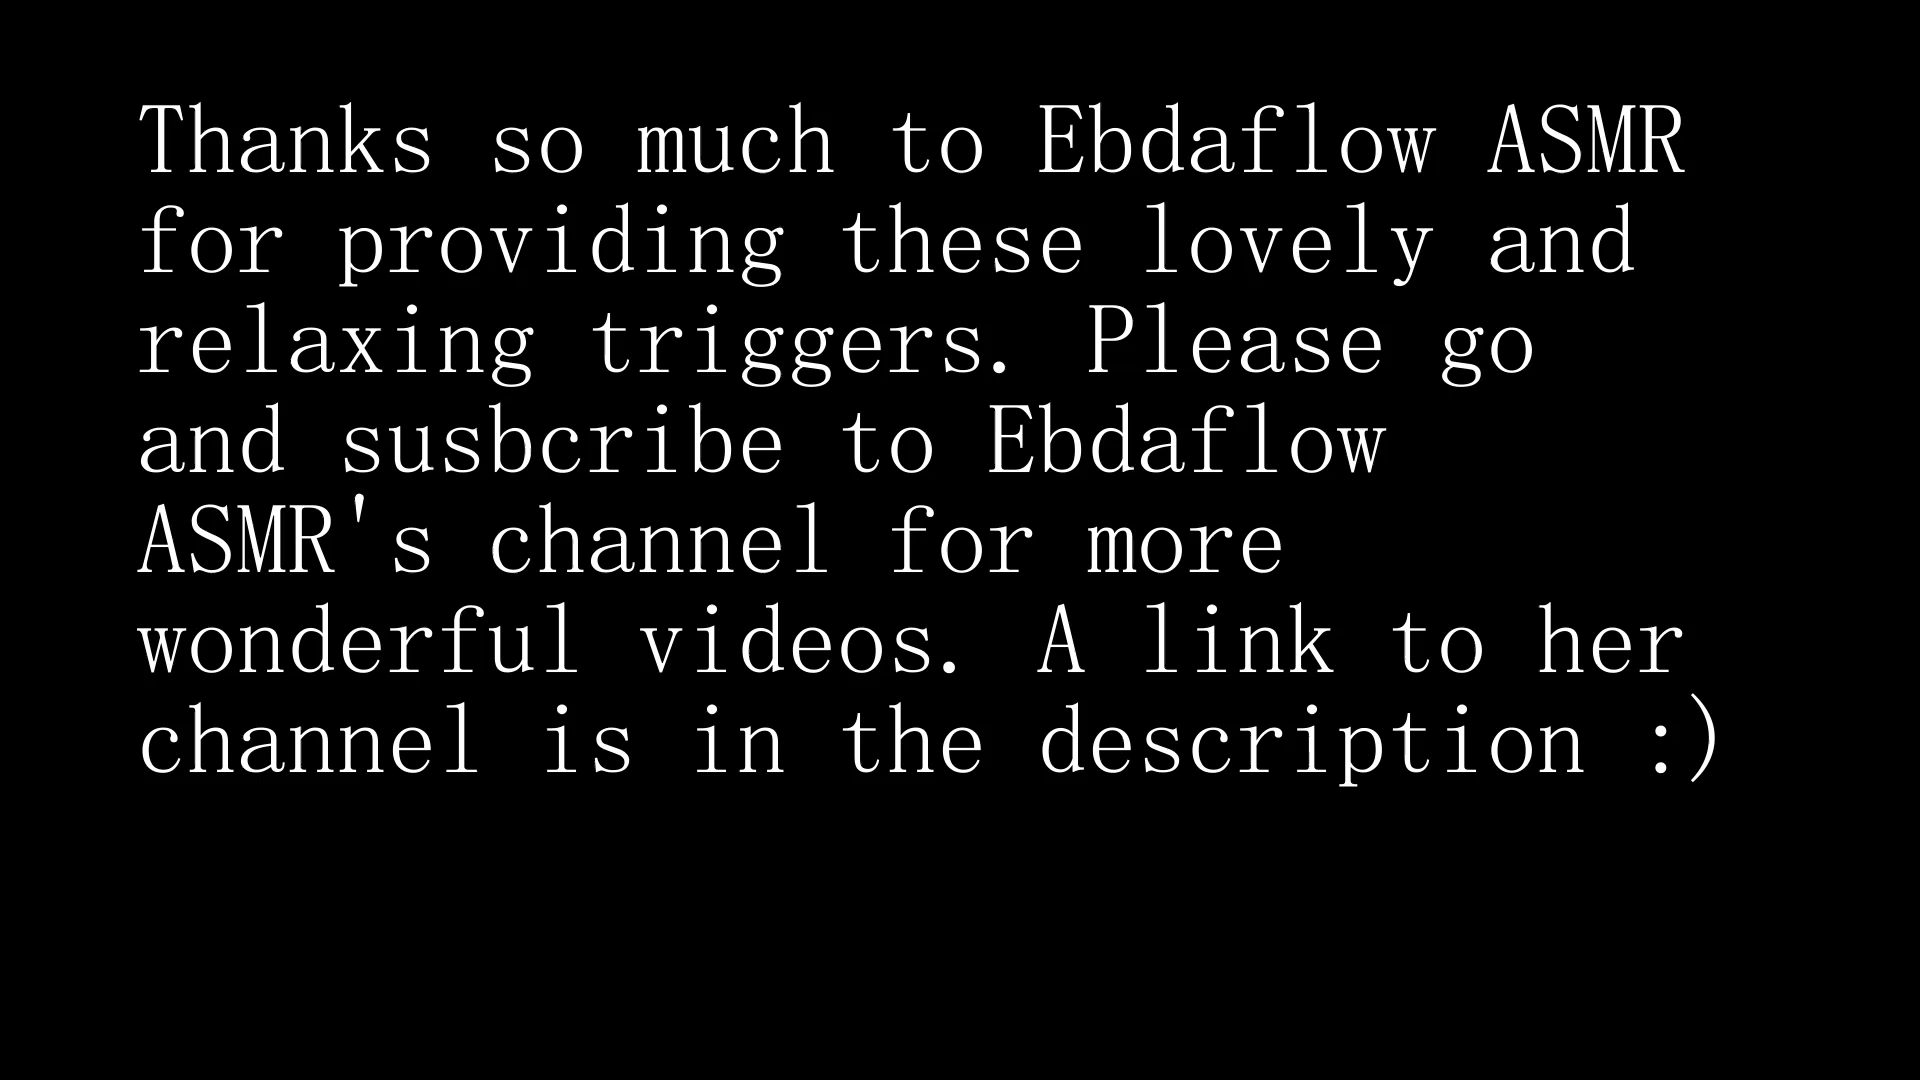 Thanks so much to Ebdaflow ASMR
for providing these lovely and
relaxing triggers. Please go
and susbcribe to Ebdaflow
ASMR's channel for more
wonderful videos. A link to her
channel is in the description :)